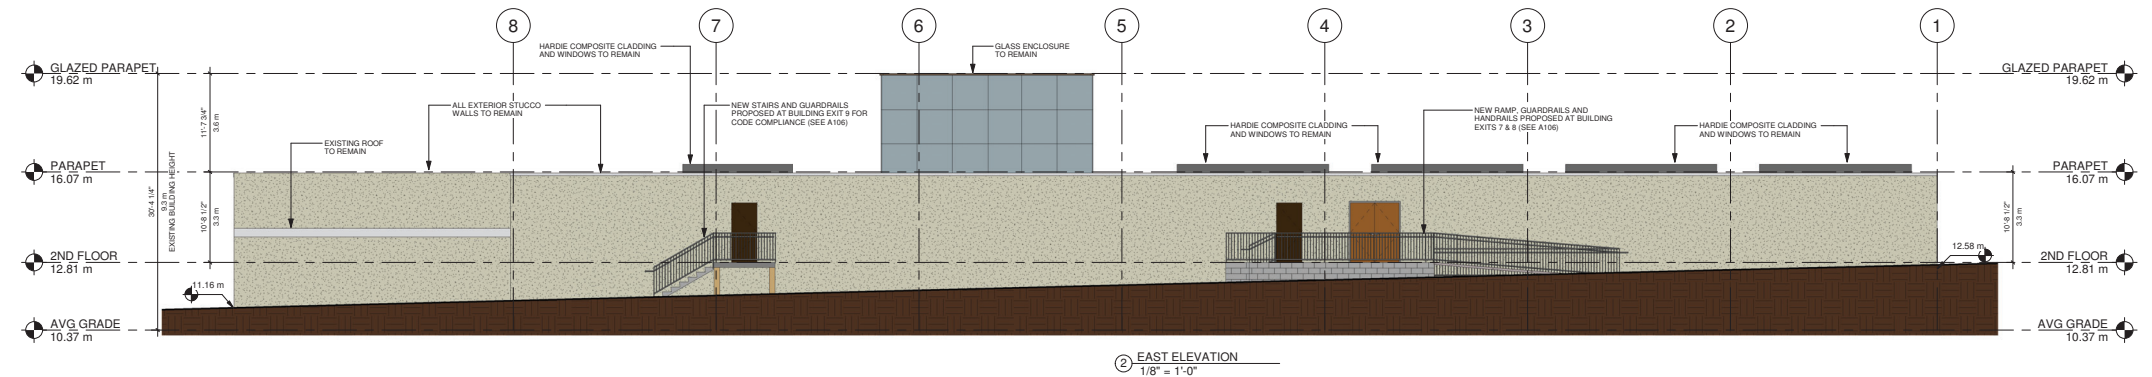 8
7
6
5
4
3
2
1
HARDIE COMPOSITE CLADDING
AND WINDOWS TO REMAIN
GLASS ENCLOSURE
TO REMAIN
GLAZED PARAPET
19.62 m
GLAZED PARAPET
19.62 m
11'-7 3/4"
3.6 m
ALL EXTERIOR STUCCO
WALLS TO REMAIN
NEW STAIRS AND GUARDRAILS
PROPOSED AT BUILDING EXIT 9 FOR
CODE COMPLIANCE (SEE A106)
HARDIE COMPOSITE CLADDING
AND WINDOWS TO REMAIN
NEW RAMP, GUARDRAILS AND
HANDRAILS PROPOSED AT BUILDING
EXITS 7 & 8 (SEE A106)
HARDIE COMPOSITE CLADDING
AND WINDOWS TO REMAIN
EXISTING ROOF
TO REMAIN
PARAPET
16.07 m
PARAPET
16.07 m
30'-4 1/4"
9.3 m
EXISTING BUILDING HEIGHT
10'-8 1/2"
3.3 m
10'-8 1/2"
3.3 m
12.58 m
2ND FLOOR
12.81 m
2ND FLOOR
12.81 m
11.16 m
AVG GRADE
10.37 m
AVG GRADE
10.37 m
2 EAST ELEVATION
1/8" = 1'-0"